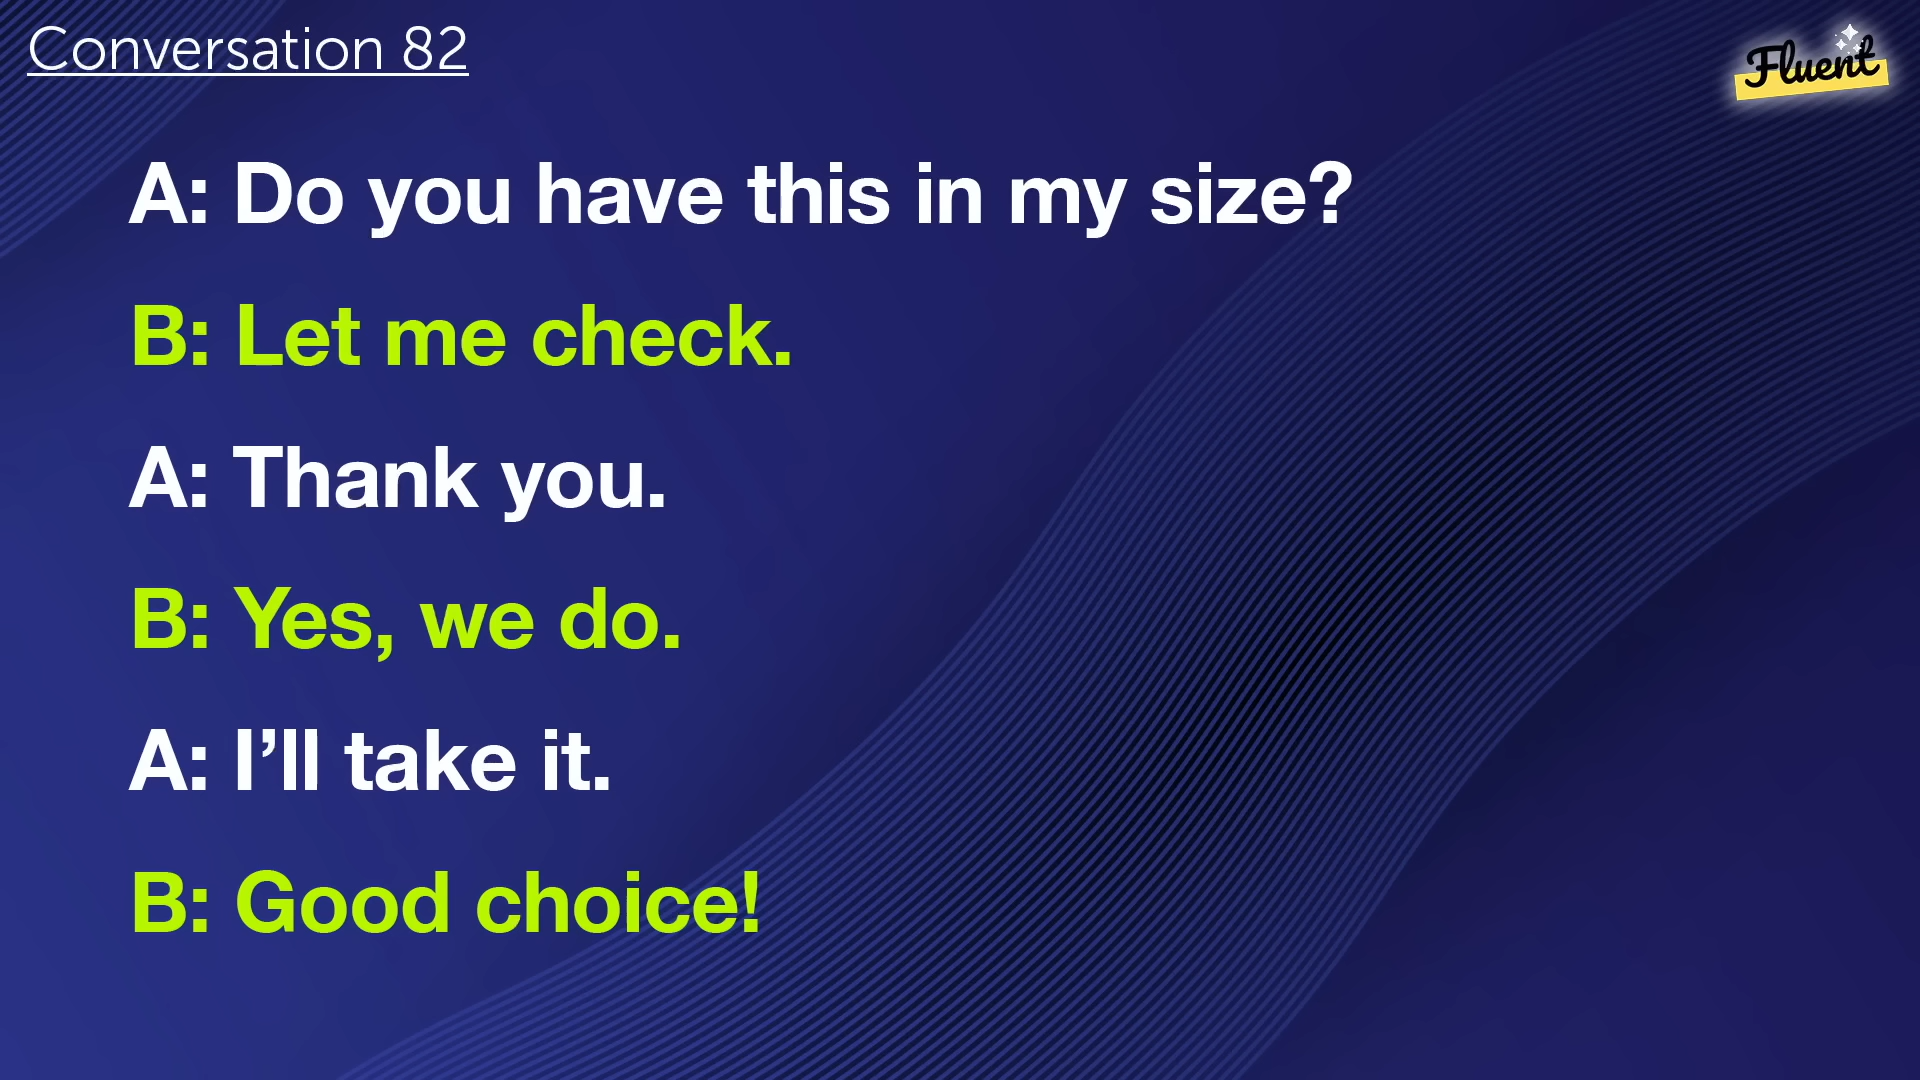 Conversation 82
Fluent
A: Do you have this in my size?
B: Let me check.
A: Thank you.
B: Yes, we do.
A: I’ll take it.
B: Good choice!